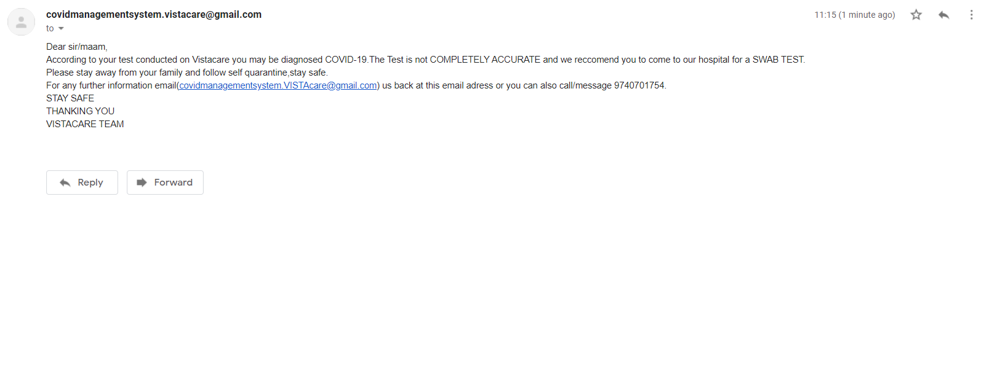 covidmanagementsystem.vistacare@gmail.com
11:15 (1 minute ago)
to
Dear sir/maam,
According to your test conducted on Vistacare you may be diagnosed COVID-19.The Test is not COMPLETELY ACCURATE and we reccomend you to come to our hospital for a SWAB TEST.
Please stay away from your family and follow self quarantine,stay safe.
For any further information email(covidmanagementsystem.VISTAcare@gmail.com) us back at this email adress or you can also call/message 9740701754.
STAY SAFE
THANKING YOU
VISTACARE TEAM
Reply
Forward